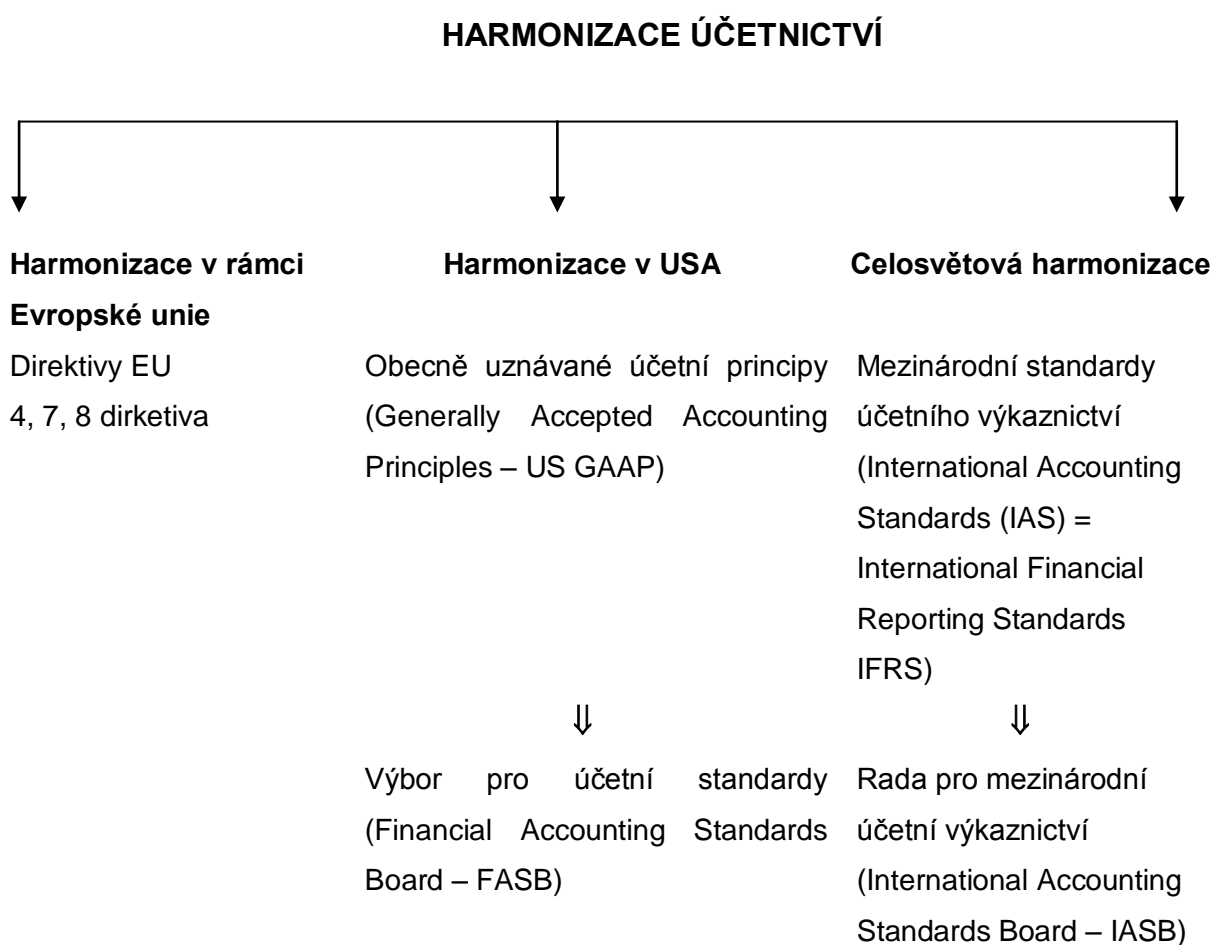 HARMONIZACE ÚČETNICTVÍ
Harmonizace v rámci
Evropské unie
Direktivy EU
4, 7, 8 dirketiva
Harmonizace v USA
Obecně uznávané účetní principy
(Generally Accepted Accounting
Principles – US GAAP)
⇓
Výbor pro účetní standardy
(Financial Accounting Standards
Board – FASB)
Celosvětová harmonizace
Mezinárodní standardy
účetního výkaznictví
(International Accounting
Standards (IAS) =
International Financial
Reporting Standards
IFRS)
⇓
Rada pro mezinárodní
účetní výkaznictví
(International Accounting
Standards Board – IASB)